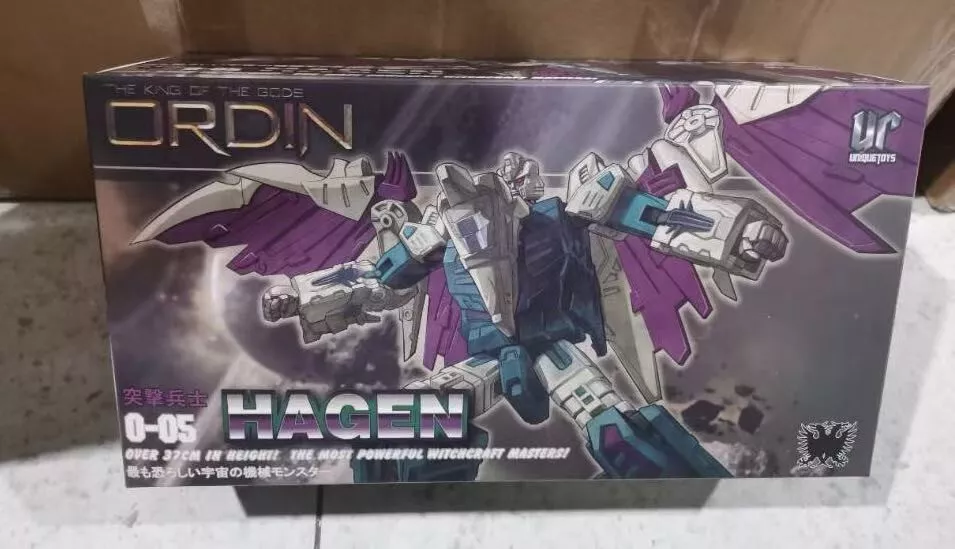 THE KING OF THE GODS
ORDIN
UT
UNIQUETOYS
突撃兵士
O-05
HAGEN
OVER 37CM IN HEIGHT! THE MOST POWERFUL WITCHCRAFT MASTERS!
最も恐ろしい宇宙の機械モンスター